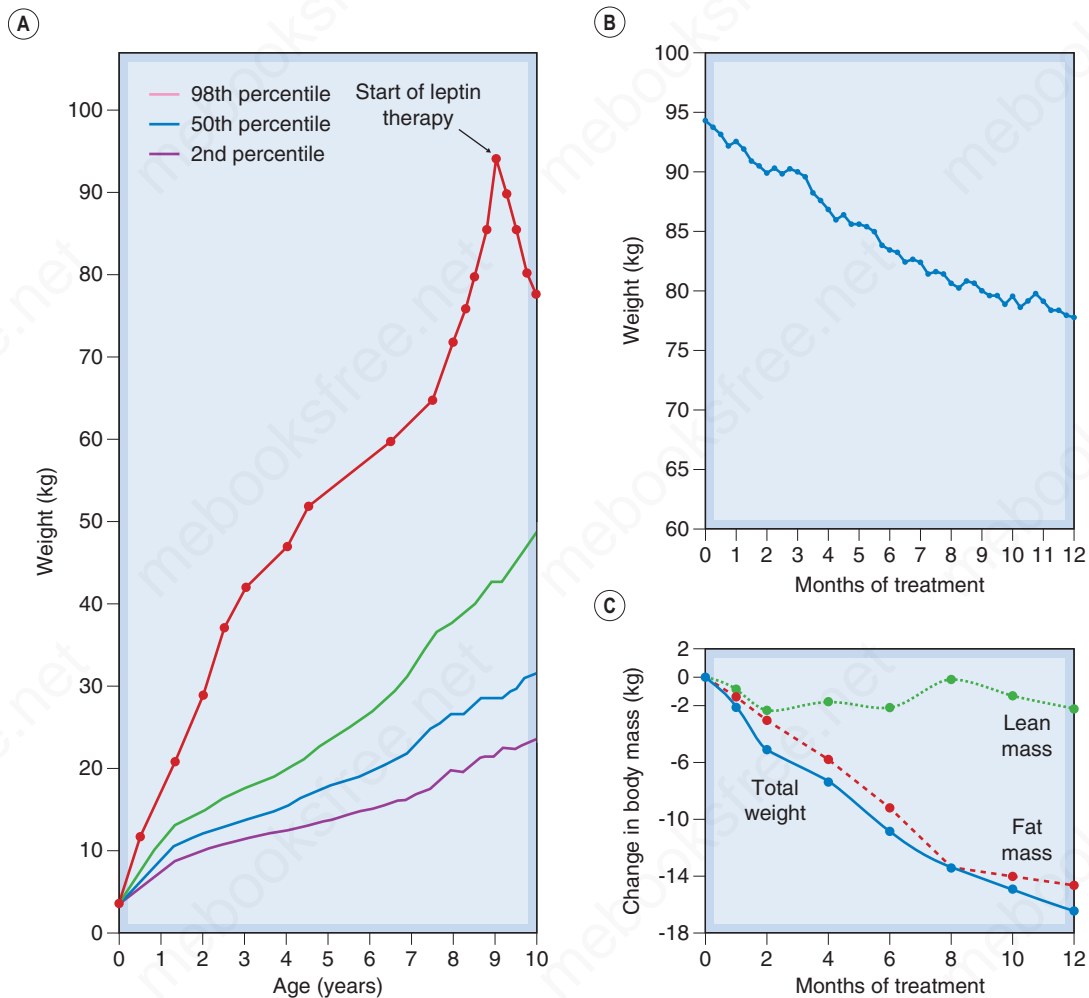 A
100
90
80
70
60
50
40
30
20
10
0
Weight (kg)
98th percentile
50th percentile
2nd percentile
Start of leptin
therapy
0 1 2 3 4 5 6 7 8 9 10
Age (years)
B
100
95
90
85
80
75
70
65
60
Weight (kg)
0 1 2 3 4 5 6 7 8 9 10 11 12
Months of treatment
C
2
0
-2
-6
-10
-14
-18
Change in body mass (kg)
Lean
mass
Total
weight
Fat
mass
0 2 4 6 8 10 12
Months of treatment
mebooksfree.net